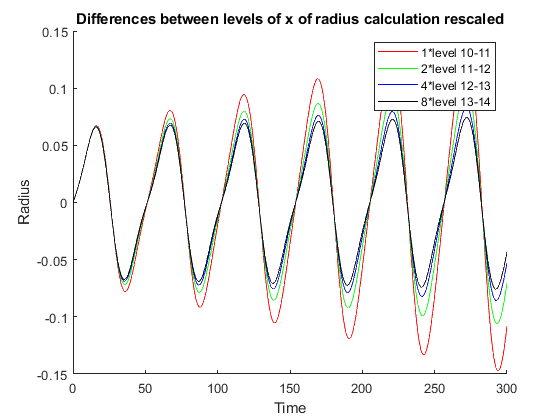 Differences between levels of x of radius calculation rescaled
0.15
0.1
0.05
0
-0.05
-0.1
-0.15
Radius
1*level 10-11
2*level 11-12
4*level 12-13
8*level 13-14
0 50 100 150 200 250 300
Time